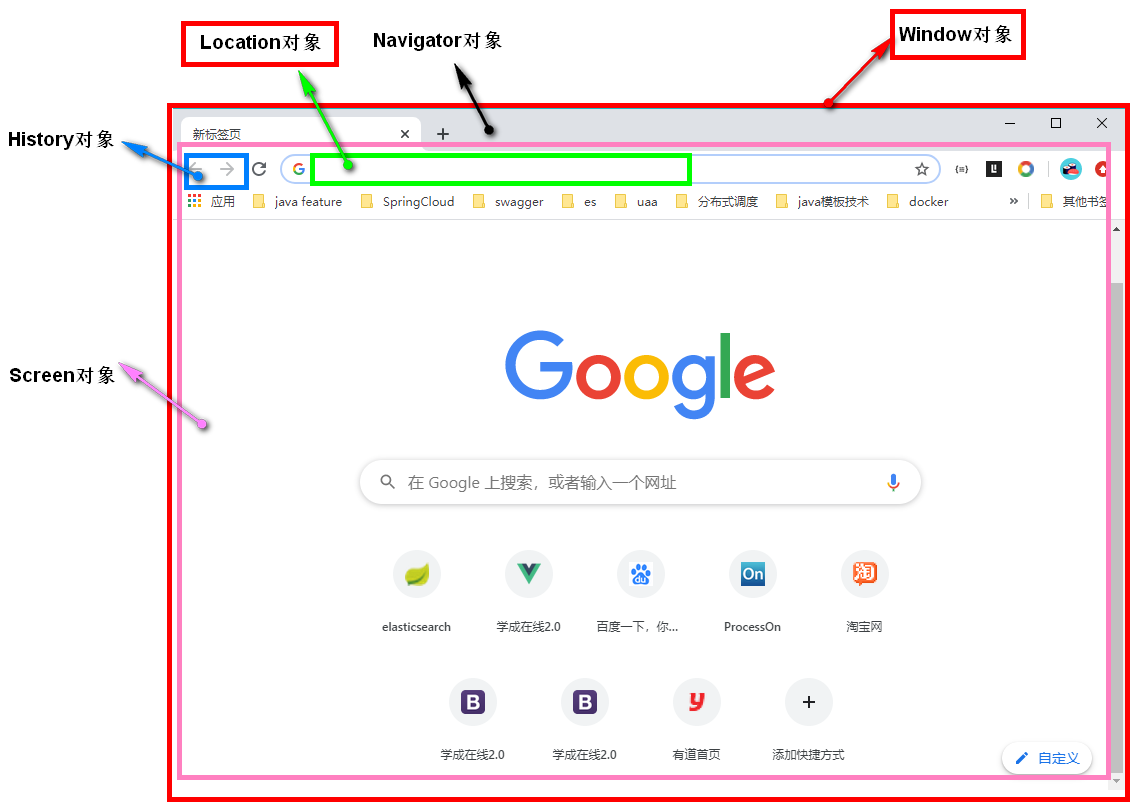 Location对象
Navigator对象
Window对象
History对象
新标签页
应用 java feature SpringCloud swagger es uaa 分布式调度 java模板技术 docker » 其他书签
Screen对象
Google
在 Google 上搜索，或者输入一个网址
elasticsearch 学成在线2.0 百度一下，你... ProcessOn 淘宝网
学成在线2.0 学成在线2.0 有道首页 添加快捷方式
自定义